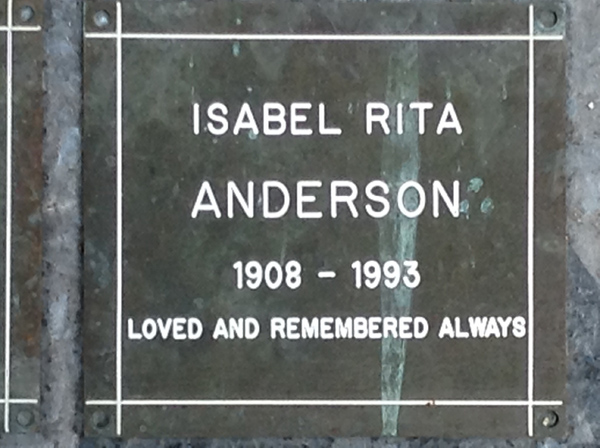 ISABEL RITA
ANDERSON
1908 - 1993
LOVED AND REMEMBERED ALWAYS